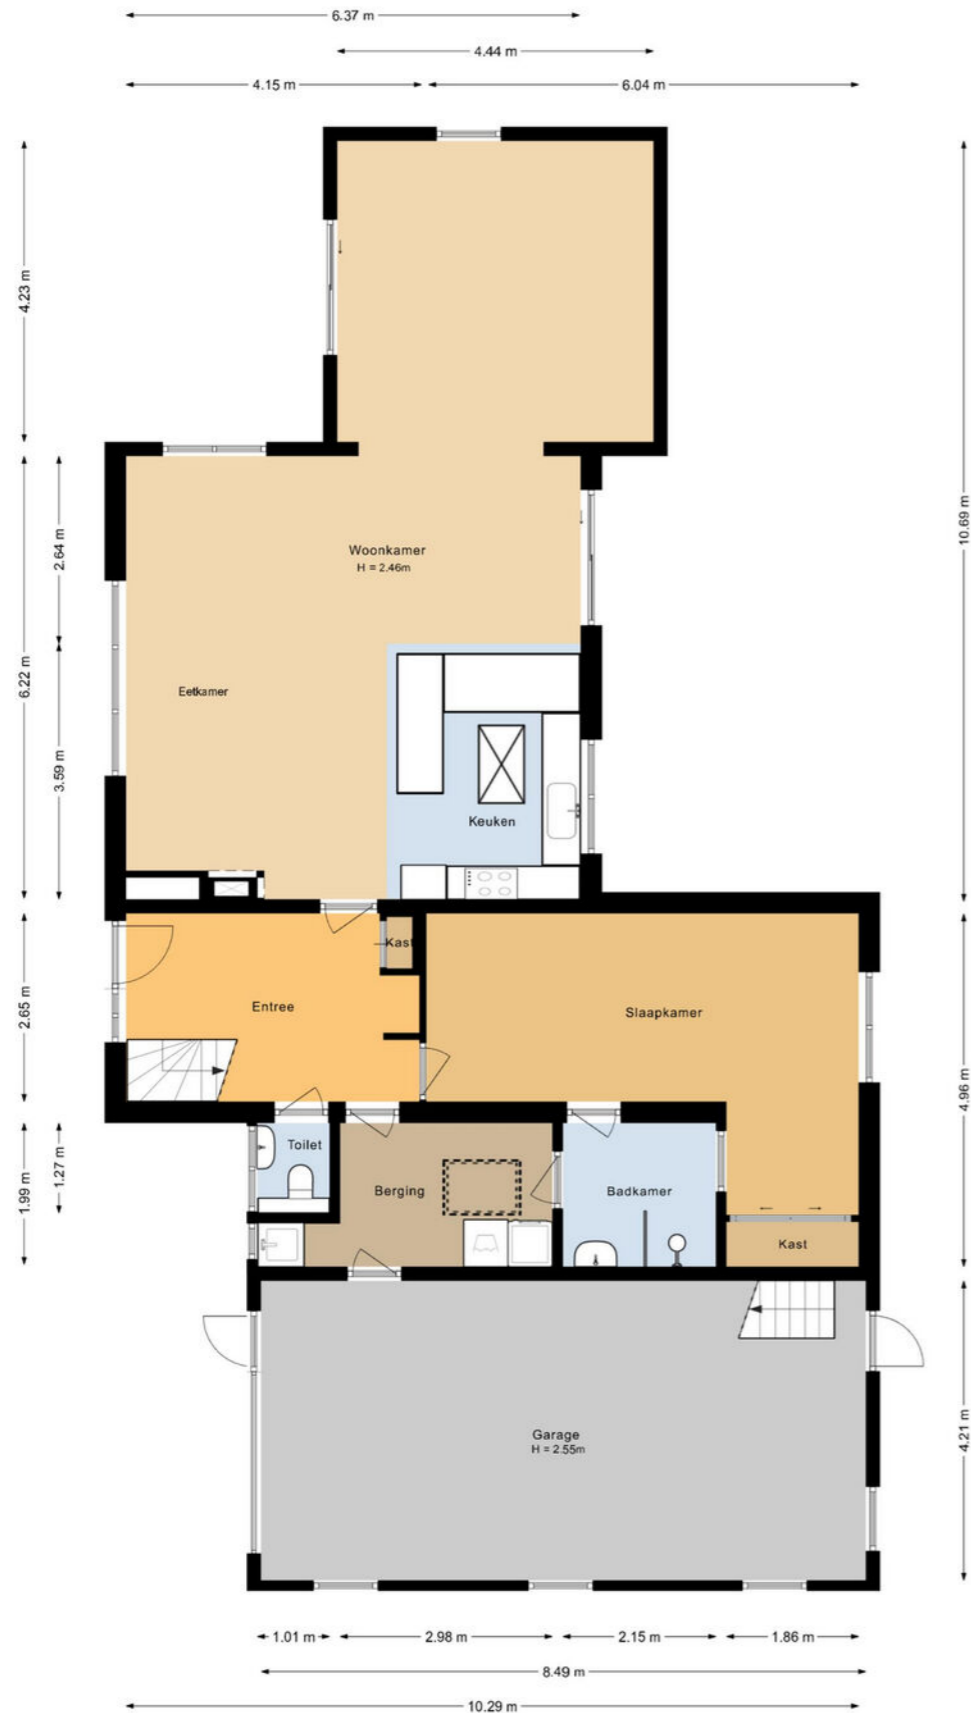 6.37 m
4.44 m
4.15 m
6.04 m
4.23 m
10.69 m
2.64 m
Woonkamer
H = 2.46m
6.22 m
Eetkamer
3.59 m
Keuken
Kast
2.65 m
Entree
Slaapkamer
4.96 m
1.99 m
1.27 m
Toilet
Berging
Badkamer
Kast
Garage
H = 2.55m
4.21 m
1.01 m
2.98 m
2.15 m
1.86 m
8.49 m
10.29 m